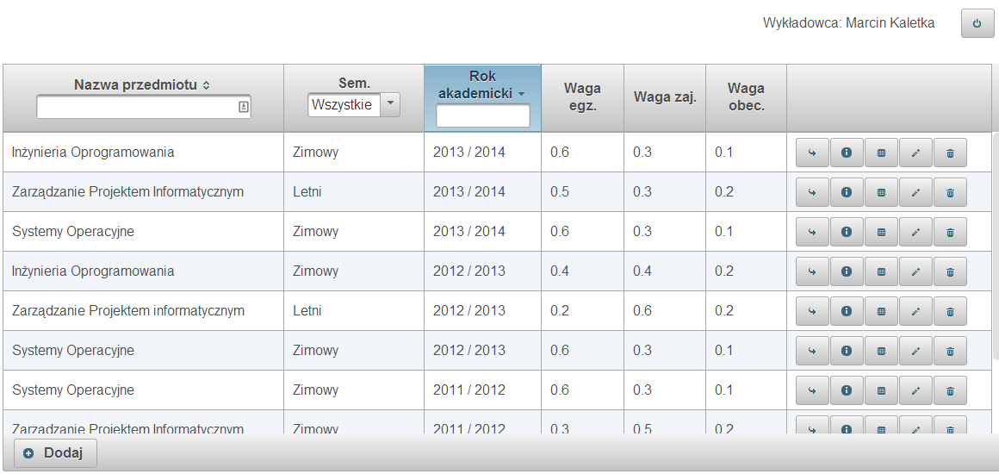 Wykładowca: Marcin Kaletka
Nazwa przedmiotu
Sem.
Wszystkie
Rok
akademicki
Waga
egz.
Waga zaj.
Waga
obec.
Inżynieria Oprogramowania Zimowy 2013 / 2014 0.6 0.3 0.1
Zarządzanie Projektem Informatycznym Letni 2013 / 2014 0.5 0.3 0.2
Systemy Operacyjne Zimowy 2013 / 2014 0.6 0.3 0.1
Inżynieria Oprogramowania Zimowy 2012 / 2013 0.4 0.4 0.2
Zarządzanie Projektem informatycznym Letni 2012 / 2013 0.2 0.6 0.2
Systemy Operacyjne Zimowy 2012 / 2013 0.6 0.3 0.1
Systemy Operacyjne Zimowy 2011 / 2012 0.6 0.3 0.1
Zarządzanie Projektem Informatycznym Zimowy 2011 / 2012 0.3 0.5 0.2
Dodaj